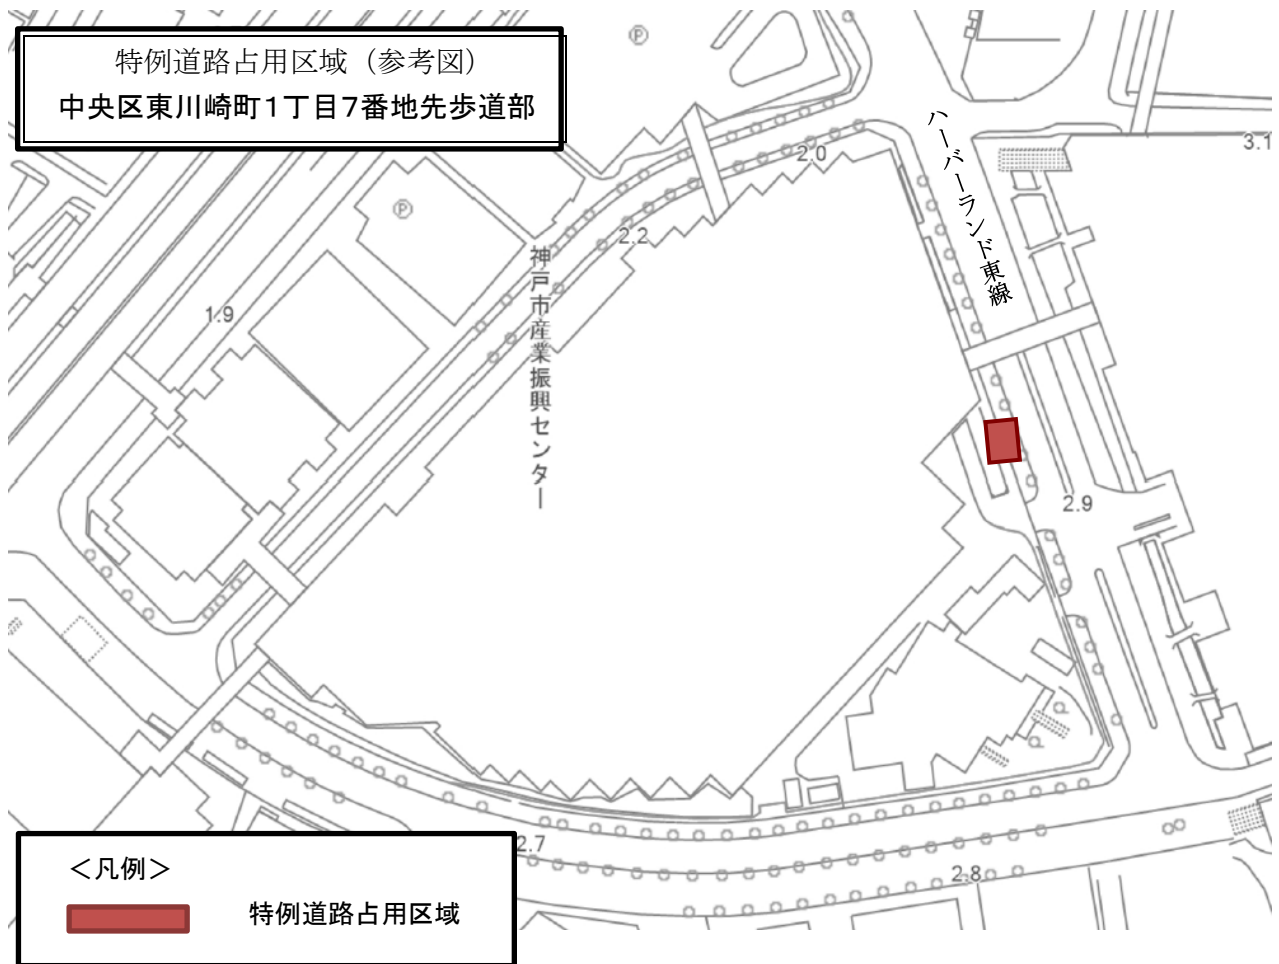 特例道路占用区域（参考図）
中央区東川崎町１丁目７番地先歩道部
P
2.0
ハーバーランド東線
3.1
P
2.2
神戸市産業振興センター
1.9
2.9
2.7
2.8
＜凡例＞
特例道路占用区域